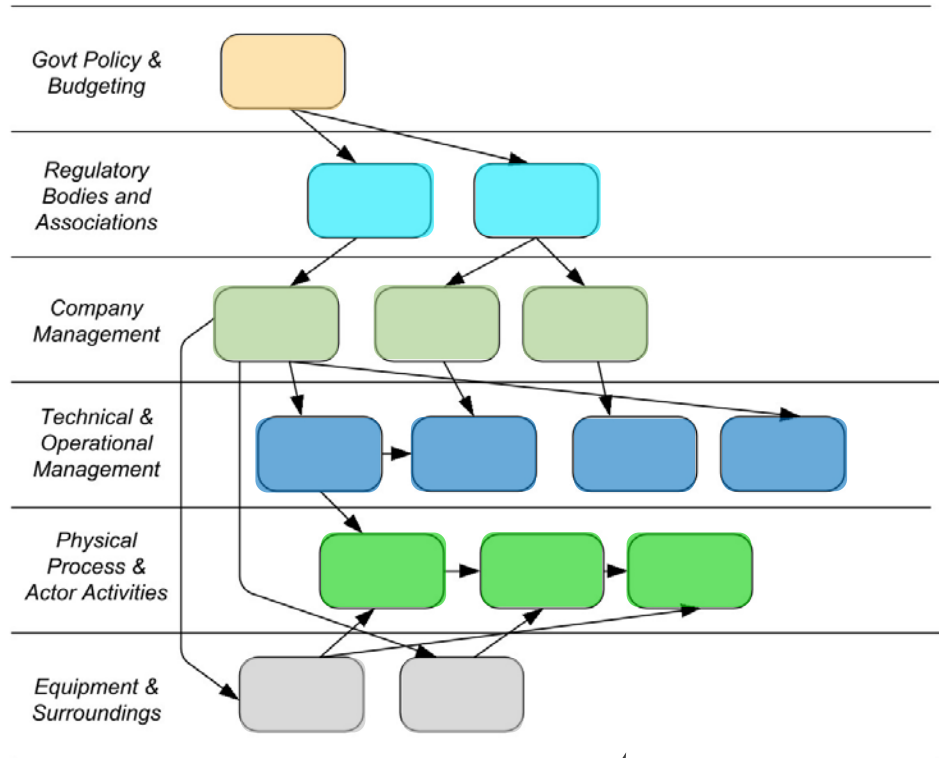 Govt Policy &
Budgeting
Regulatory
Bodies and
Associations
Company
Management
Technical &
Operational
Management
Physical
Process &
Actor Activities
Equipment &
Surroundings